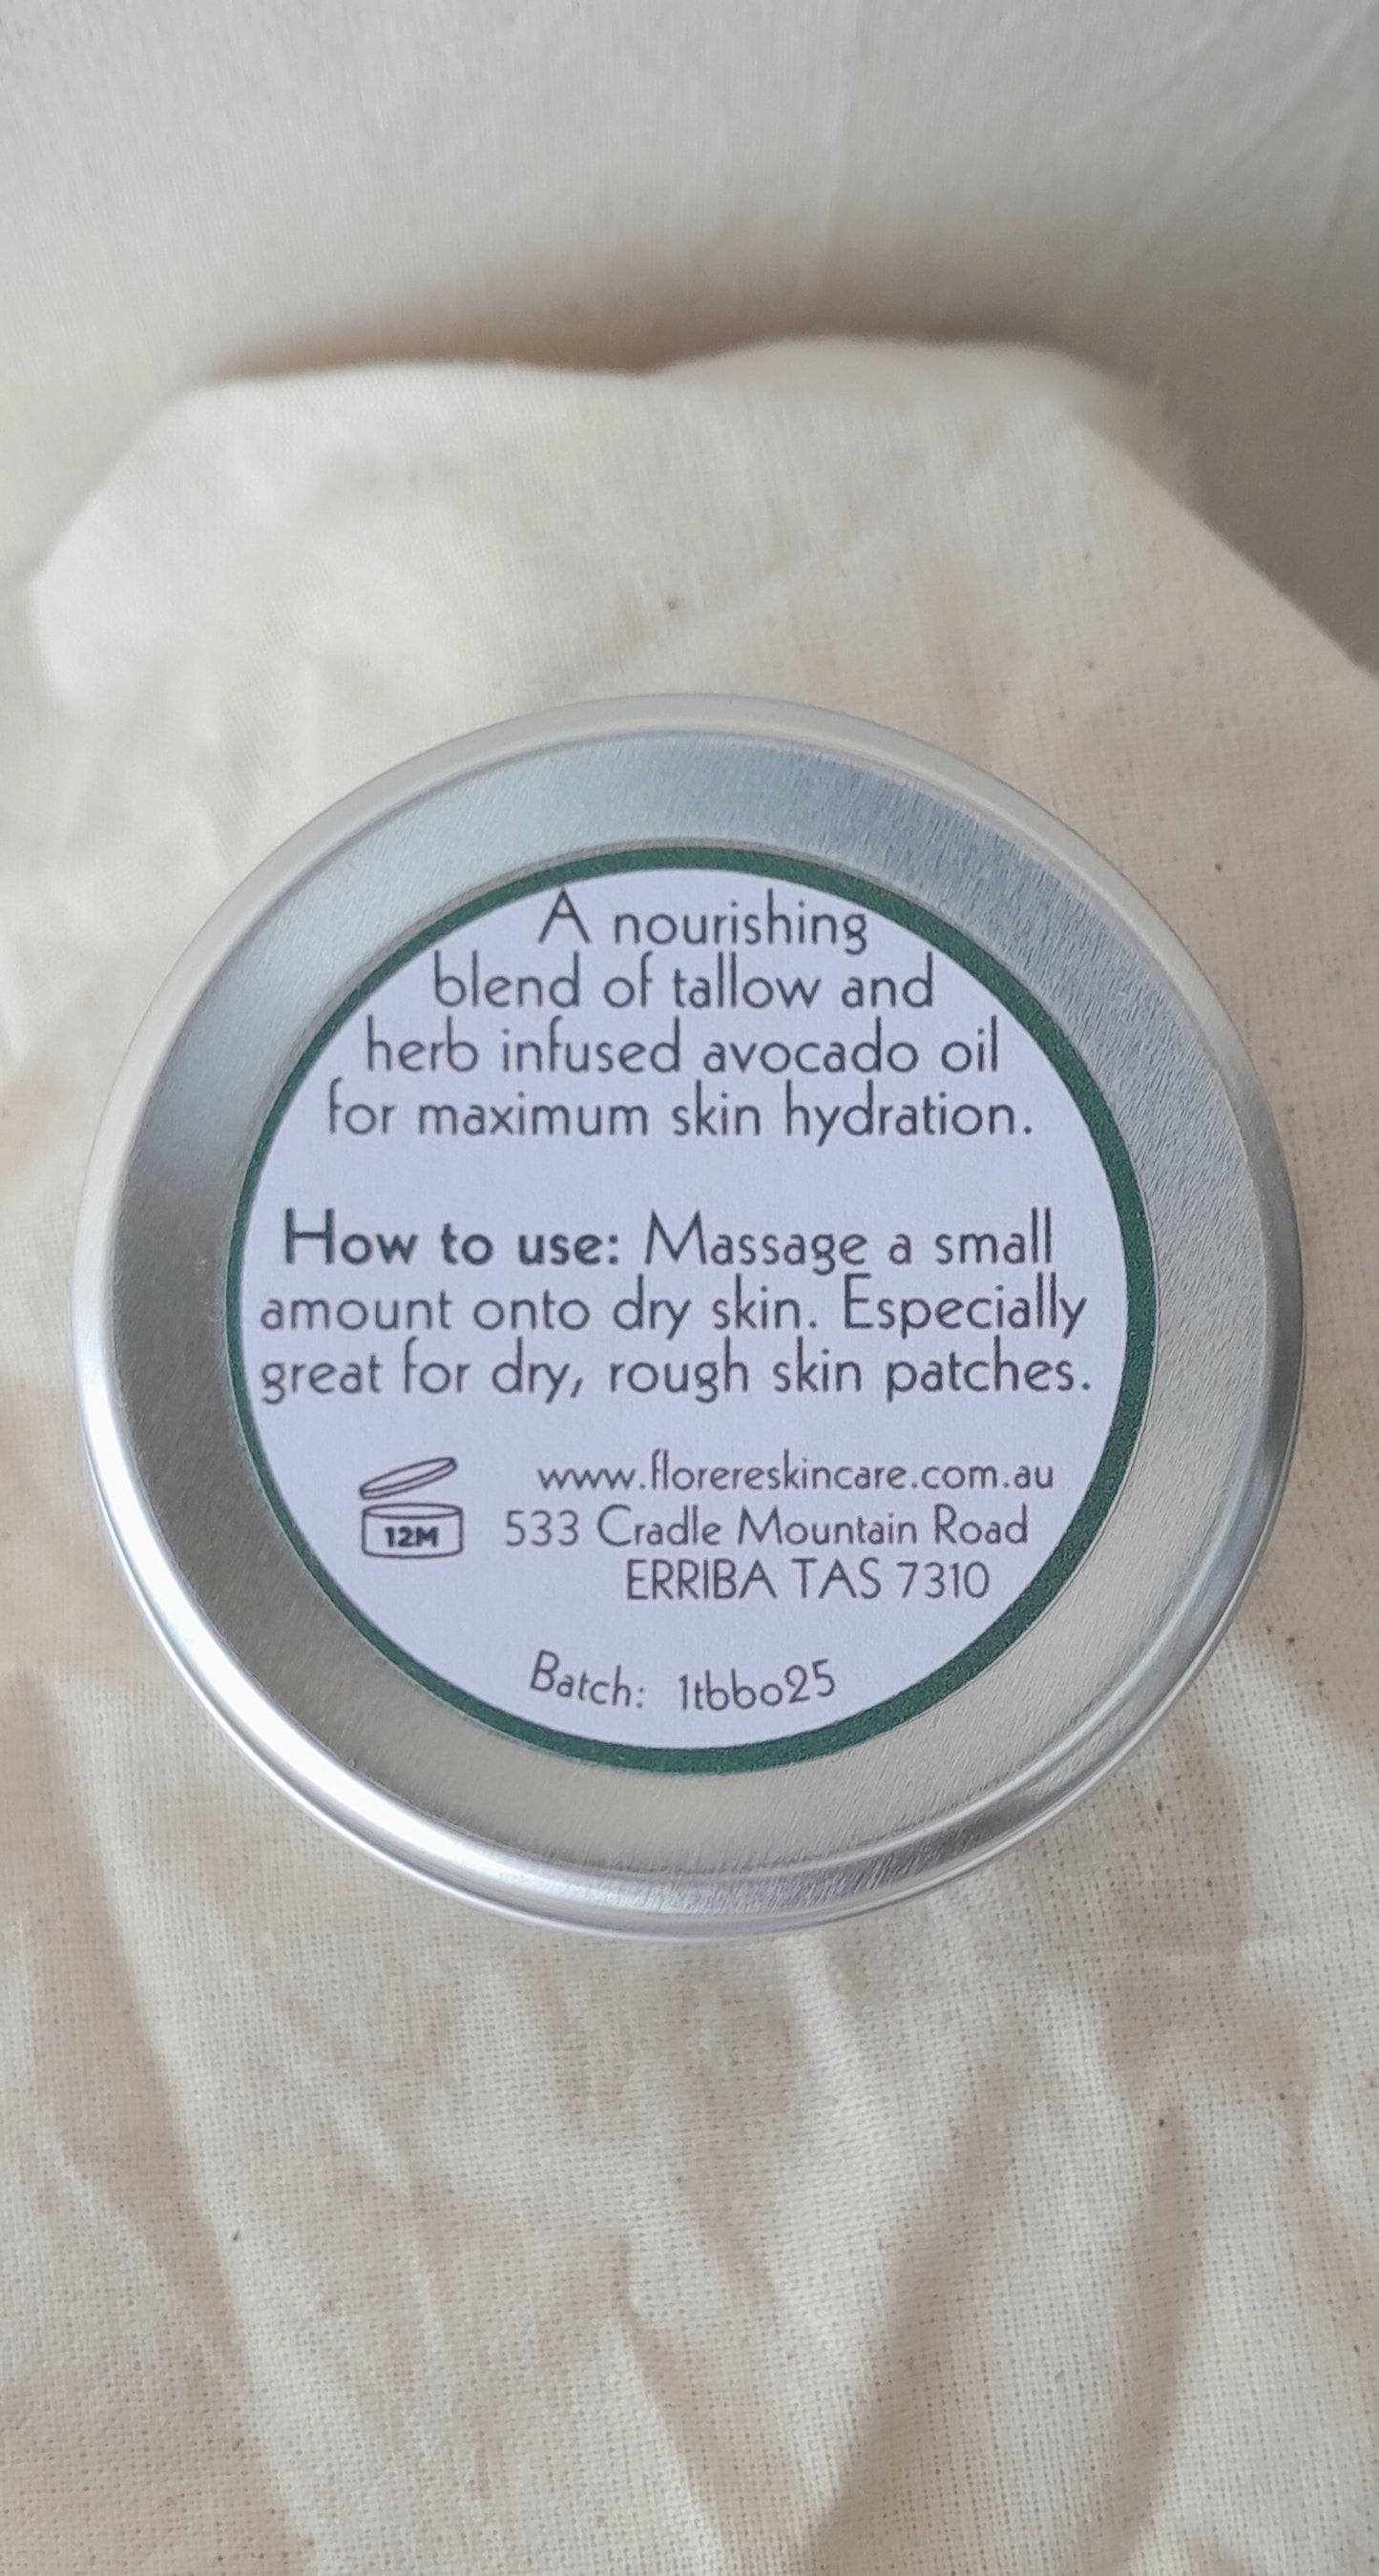 A nourishing
blend of tallow and
herb infused avocado oil
for maximum skin hydration.
How to use: Massage a small
amount onto dry skin. Especially
great for dry, rough skin patches.
www.florereskincare.com.au
12M
533 Cradle Mountain Road
ERRIBA TAS 7310
Batch: 1tbbo25